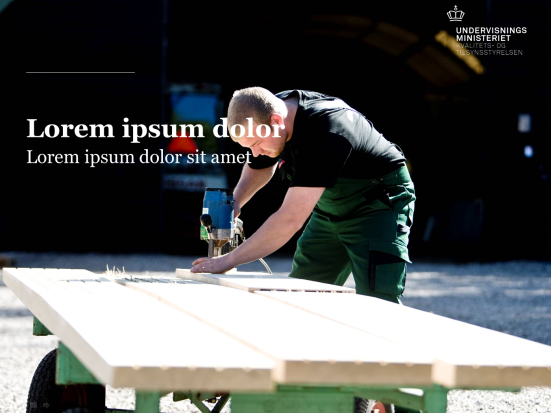 UNDERVISNINGS
MINISTERIET
KVALITETS- OG
TILSYNSSTYRELSEN
Lorem ipsum dolor
Lorem ipsum dolor sit amet